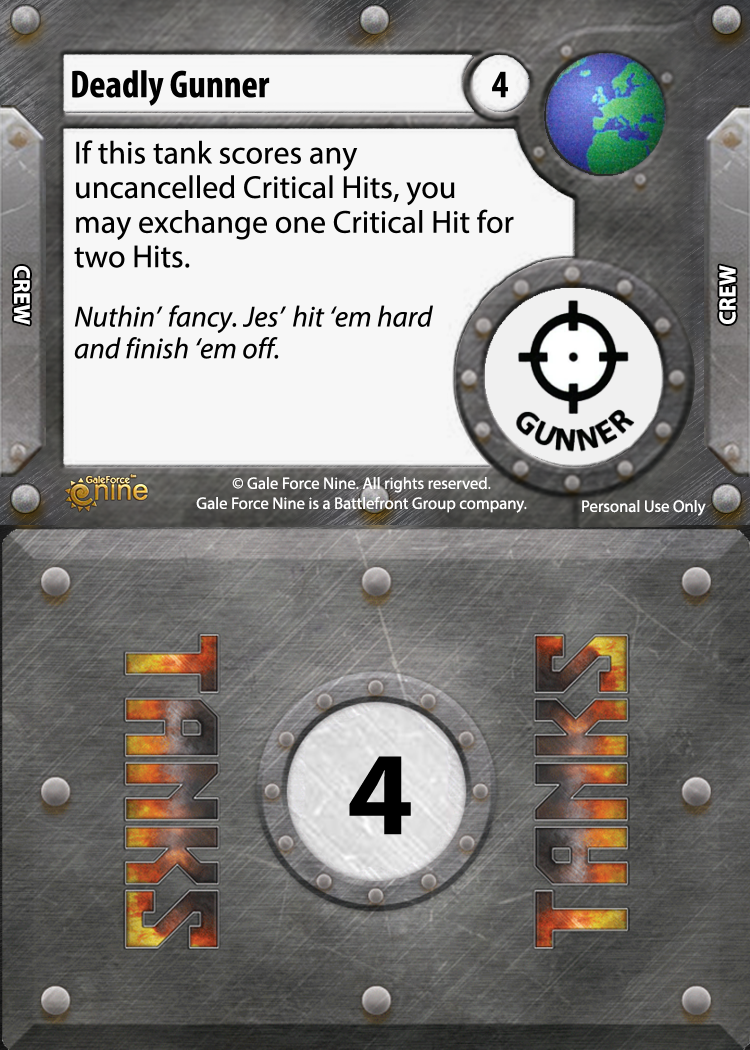 Deadly Gunner
4
If this tank scores any
uncancelled Critical Hits, you
may exchange one Critical Hit for
two Hits.
Nuthin’ fancy. Jes’ hit ‘em hard
and finish ‘em off.
CREW
CREW
GUNNER
GaleForce™
nine
© Gale Force Nine. All rights reserved.
Gale Force Nine is a Battlefront Group company.
Personal Use Only
TANKS
4
TANKS